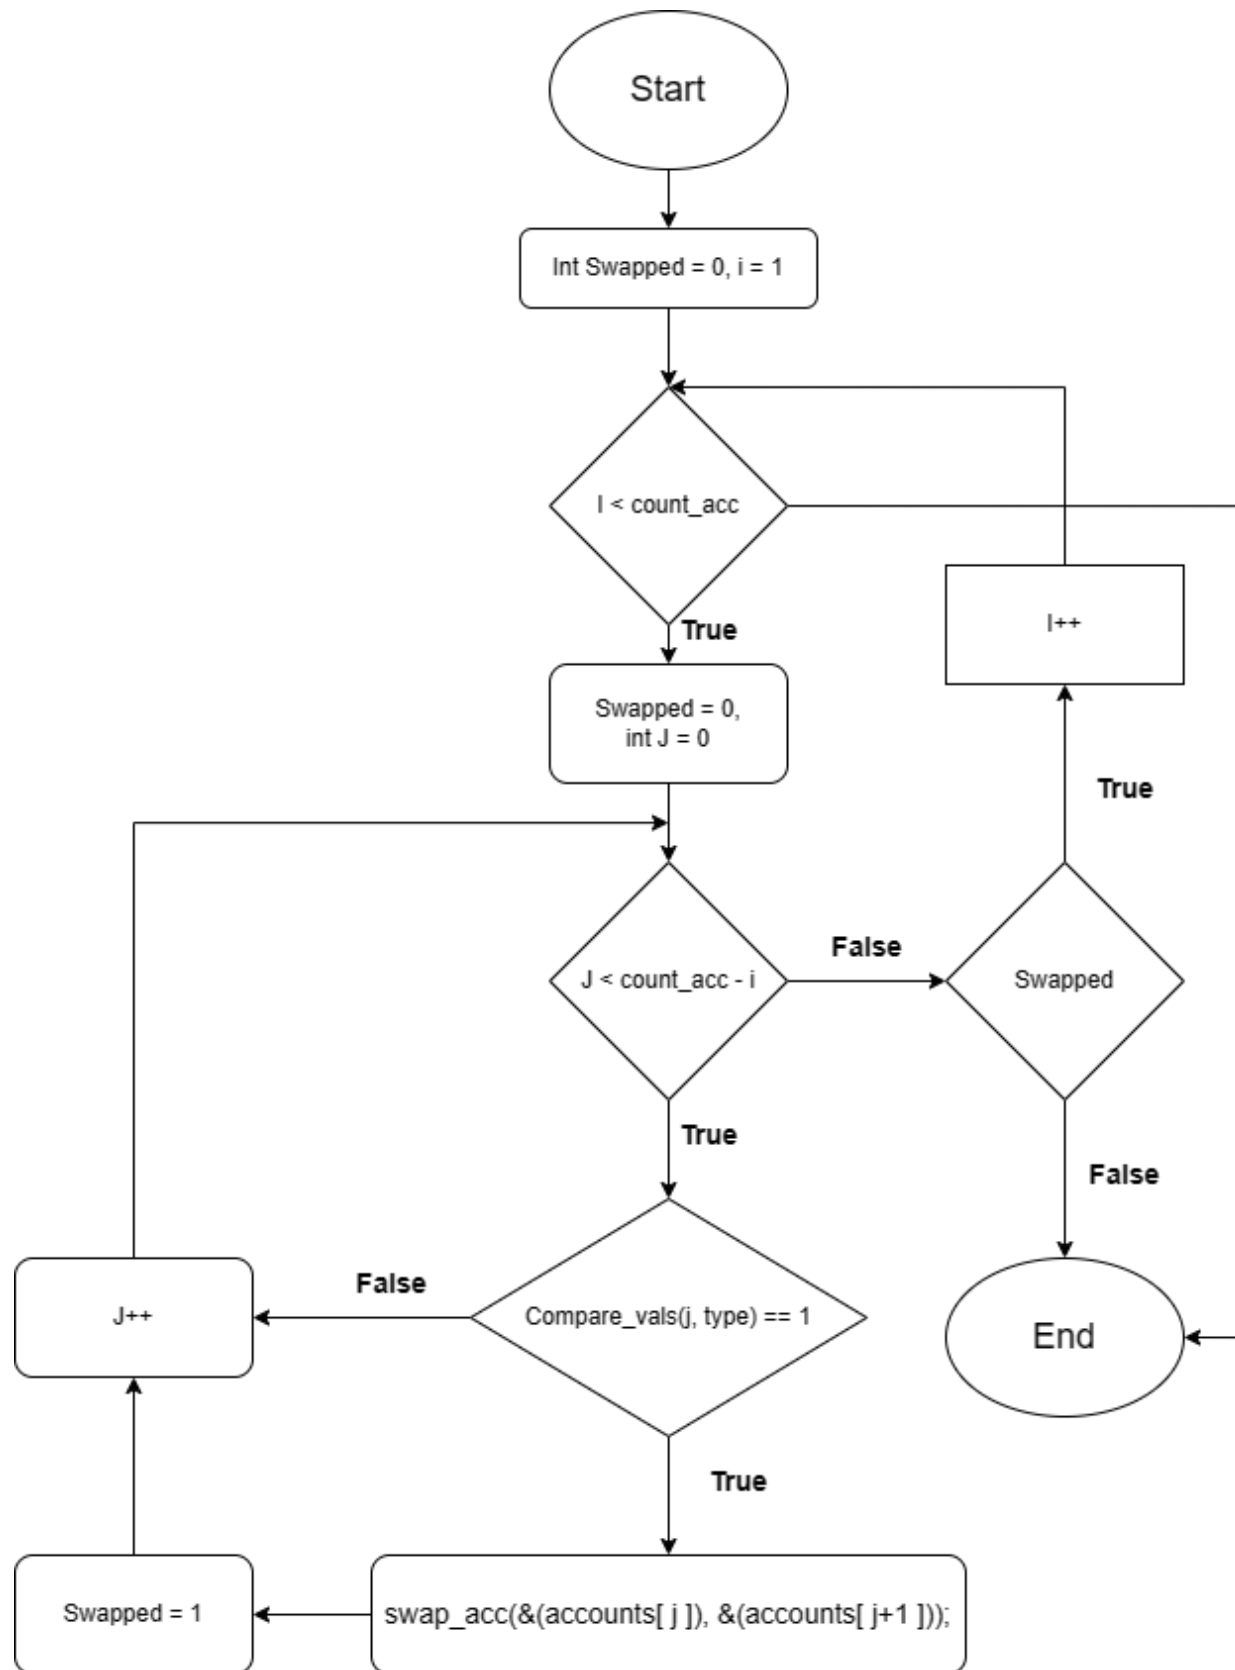 Start
Int Swapped = 0, i = 1
I < count_acc
True
I++
Swapped = 0,
int J = 0
True
J < count_acc - i
False
Swapped
True
False
J++
False
Compare_vals(j, type) == 1
End
True
Swapped = 1
swap_acc(&(accounts[ j ]), &(accounts[ j+1 ]));